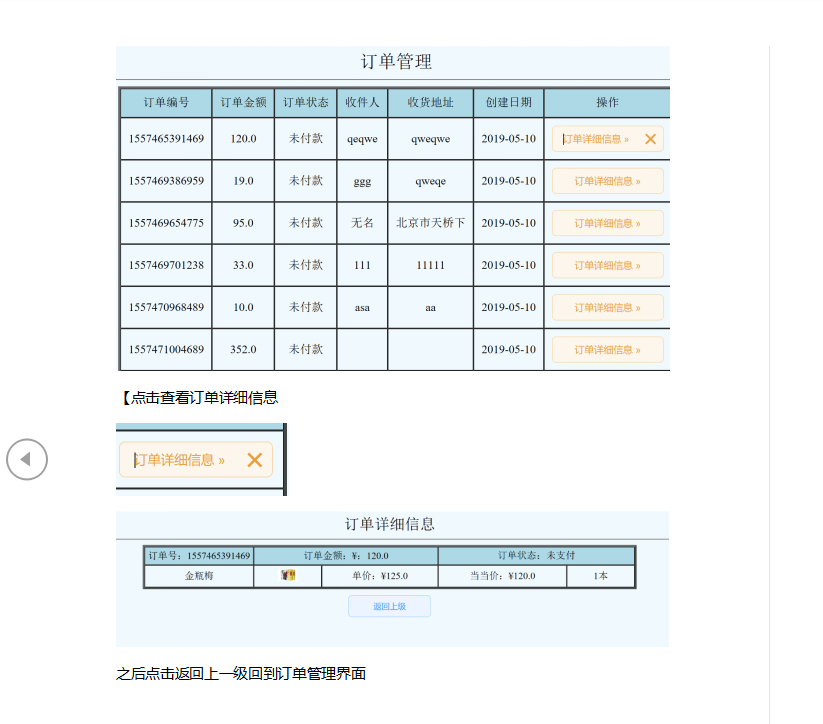 订单管理
订单编号 订单金额 订单状态 收件人 收货地址 创建日期 操作
1557465391469 120.0 未付款 qeqwe qweqwe 2019-05-10 订单详细信息 »
1557469386959 19.0 未付款 ggg qweqe 2019-05-10 订单详细信息 »
1557469654775 95.0 未付款 无名 北京市天桥下 2019-05-10 订单详细信息 »
1557469701238 33.0 未付款 111 11111 2019-05-10 订单详细信息 »
1557470968489 10.0 未付款 asa aa 2019-05-10 订单详细信息 »
1557471004689 352.0 未付款 2019-05-10 订单详细信息 »
【点击查看订单详细信息
订单详细信息 »
订单详细信息
订单号：1557465391469 订单金额：¥：120.0 订单状态：未支付
金瓶梅 单价：¥125.0 当当价：¥120.0 1本
返回上级
之后点击返回上一级回到订单管理界面